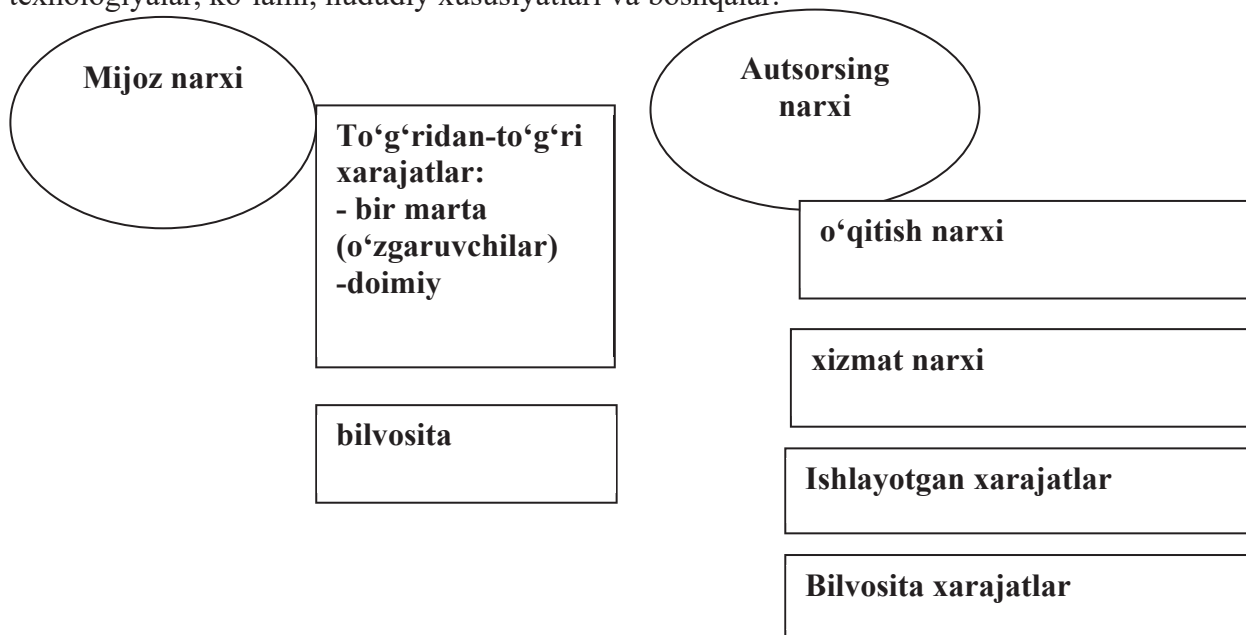 texnologiyalar, ko‘lami, hududiy xususiyatlari va boshqalar.
Mijoz narxi
To‘g‘ridan-to‘g‘ri
xarajatlar:
- bir marta
(o‘zgaruvchilar)
-doimiy
bilvosita
Autsorsing
narxi
o‘qitish narxi
xizmat narxi
Ishlayotgan xarajatlar
Bilvosita xarajatlar